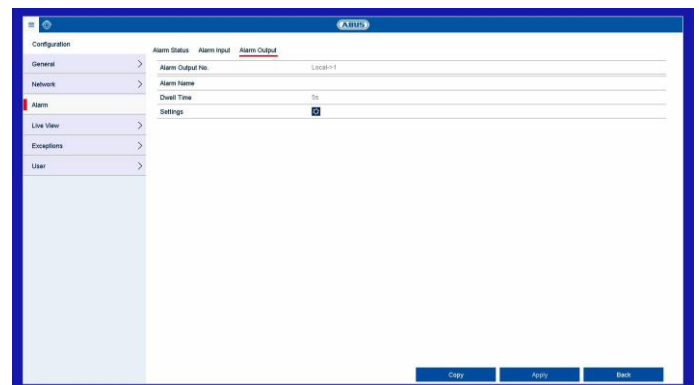 ABUS
Configuration
General
Network
Alarm
Live View
Exceptions
User
Alarm Status Alarm Input Alarm Output
Alarm Output No. Local->1
Alarm Name
Dwell Time 5s
Settings
Copy Apply Back